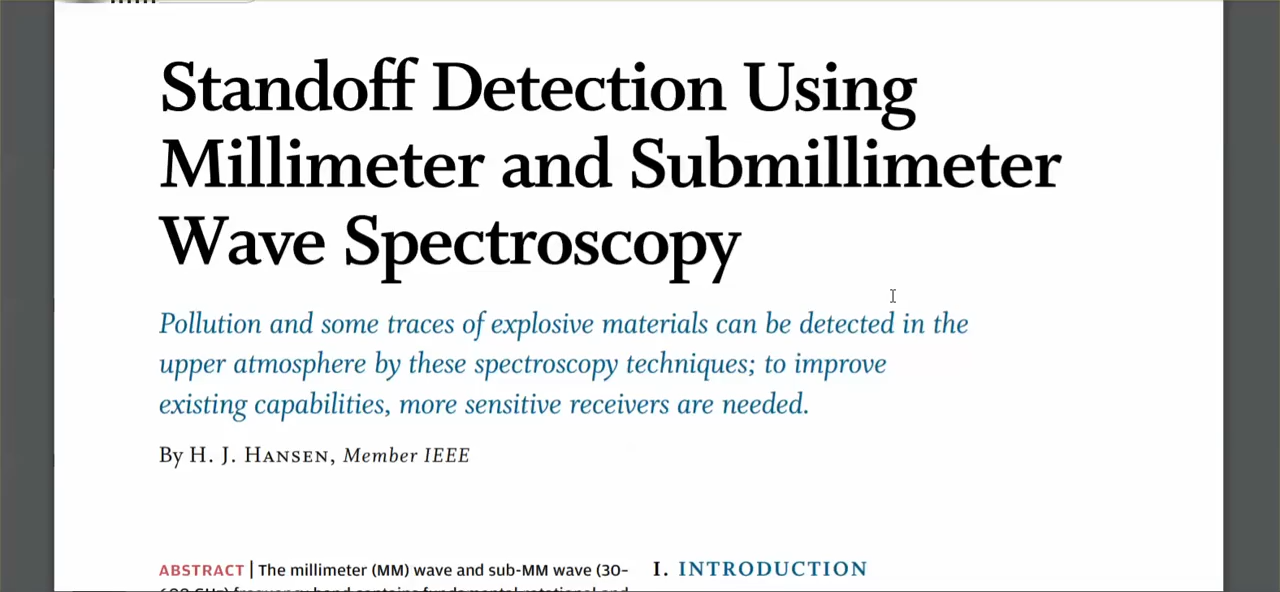 Standoff Detection Using
Millimeter and Submillimeter
Wave Spectroscopy
Pollution and some traces of explosive materials can be detected in the
upper atmosphere by these spectroscopy techniques; to improve
existing capabilities, more sensitive receivers are needed.
By H. J. Hansen, Member IEEE
ABSTRACT | The millimeter (MM) wave and sub-MM wave (30–
I. INTRODUCTION